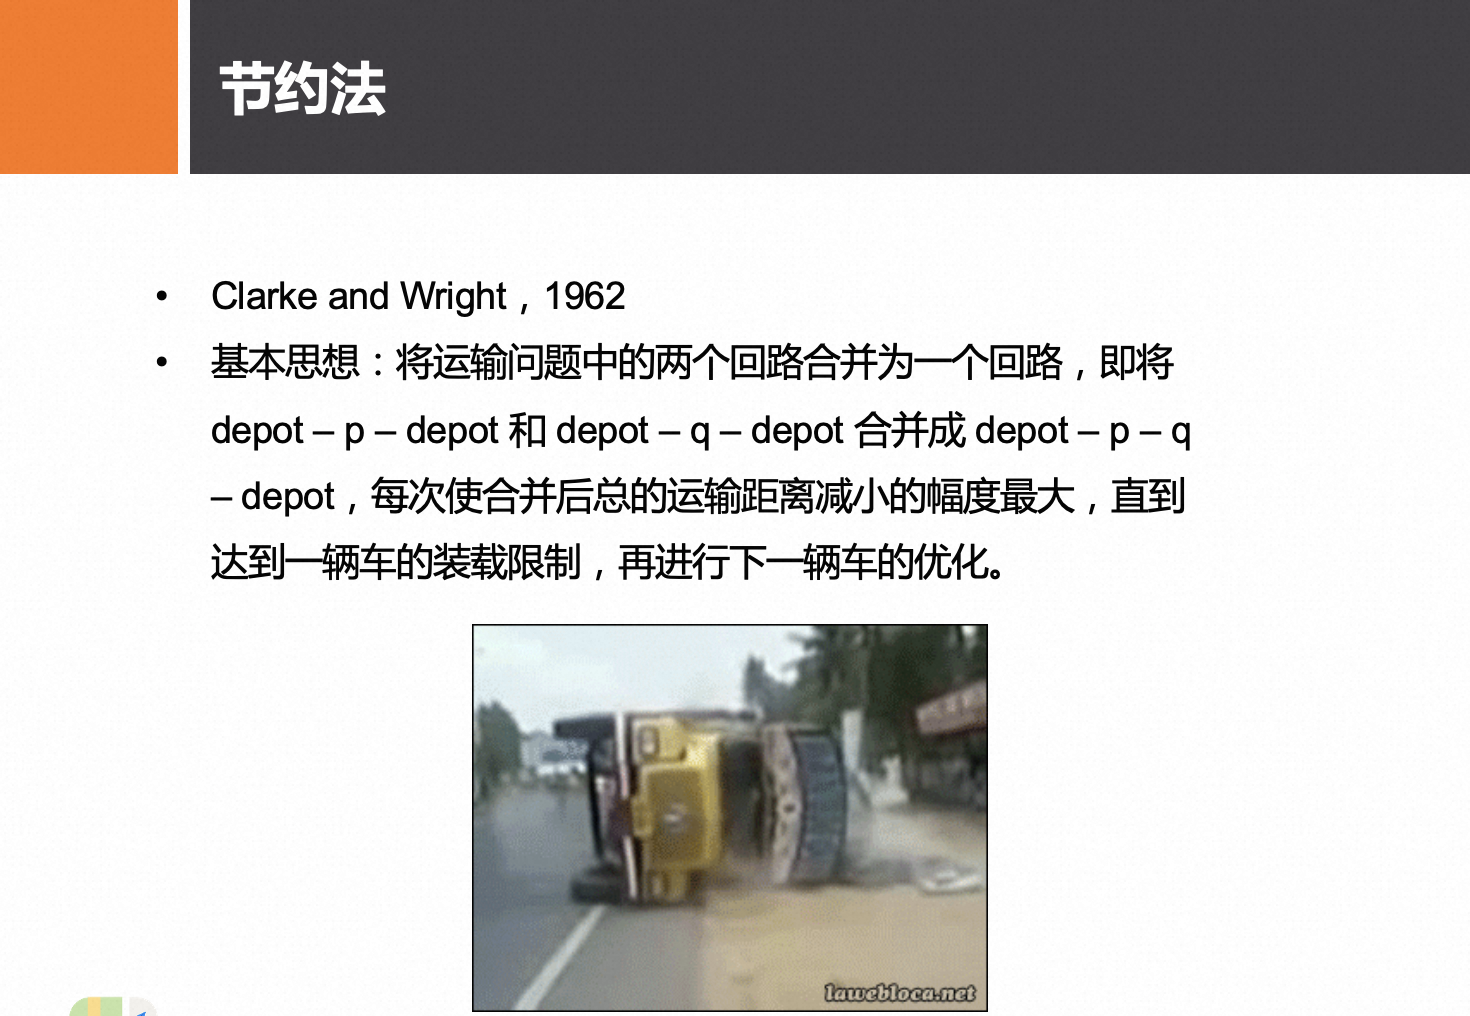 节约法
• Clarke and Wright，1962
• 基本思想：将运输问题中的两个回路合并为一个回路，即将
depot – p – depot 和 depot – q – depot 合并成 depot – p – q
– depot，每次使合并后总的运输距离减小的幅度最大，直到
达到一辆车的装载限制，再进行下一辆车的优化。
lawebloca.net